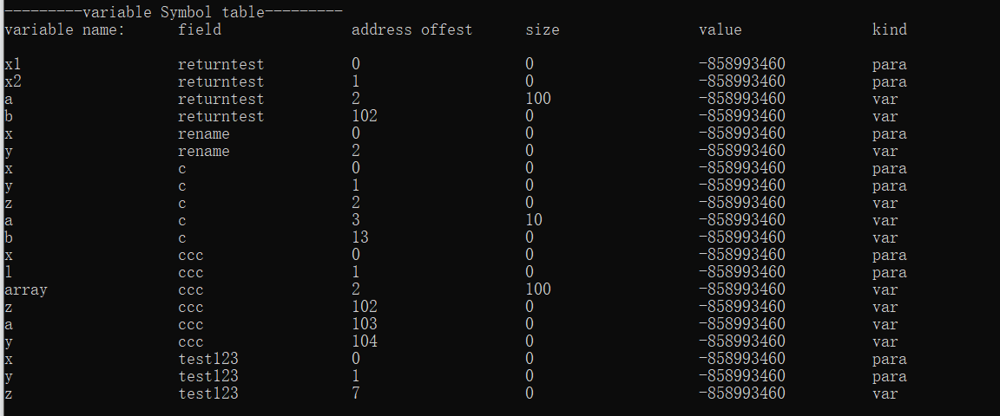 ---------variable Symbol table---------
variable name: field address offest size value kind
x1 returntest 0 0 -858993460 para
x2 returntest 1 0 -858993460 para
a returntest 2 100 -858993460 var
b returntest 102 0 -858993460 var
x rename 0 0 -858993460 para
y rename 2 0 -858993460 var
x c 0 0 -858993460 para
y c 1 0 -858993460 para
z c 2 0 -858993460 var
a c 3 10 -858993460 var
b c 13 0 -858993460 var
x ccc 0 0 -858993460 para
l ccc 1 0 -858993460 para
array ccc 2 100 -858993460 var
z ccc 102 0 -858993460 var
a ccc 103 0 -858993460 var
y ccc 104 0 -858993460 var
x test123 0 0 -858993460 para
y test123 1 0 -858993460 para
z test123 7 0 -858993460 var